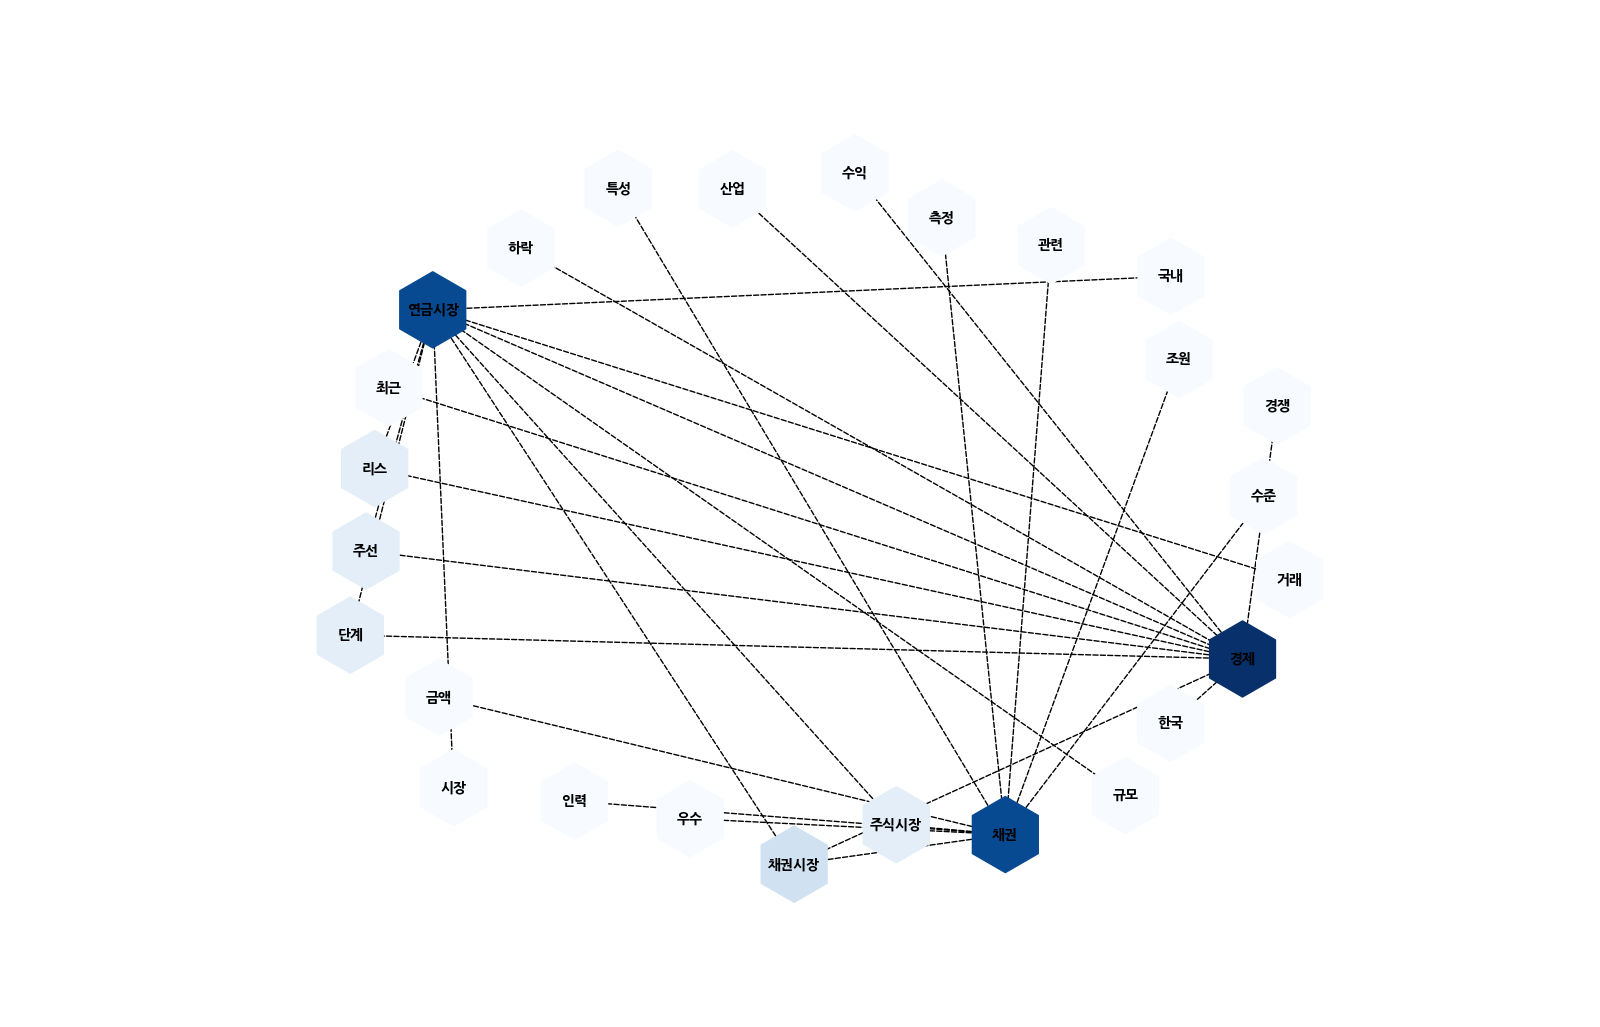 수익
특성
산업
측정
관련
하락
국내
연금시장
조원
최근
경쟁
리스
수준
주선
거래
단계
경제
금액
한국
시장
규모
인력
우수
주식시장
채권
채권시장